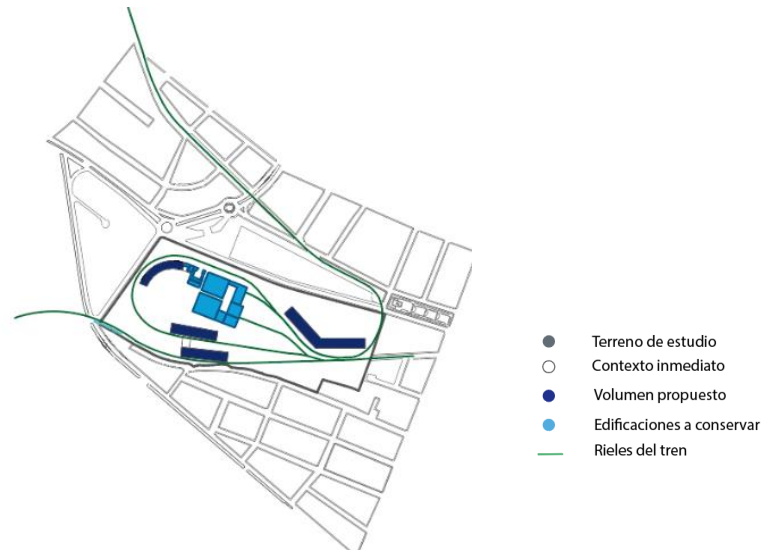 Terreno de estudio
Contexto inmediato
Volumen propuesto
Edificaciones a conservar
Rieles del tren